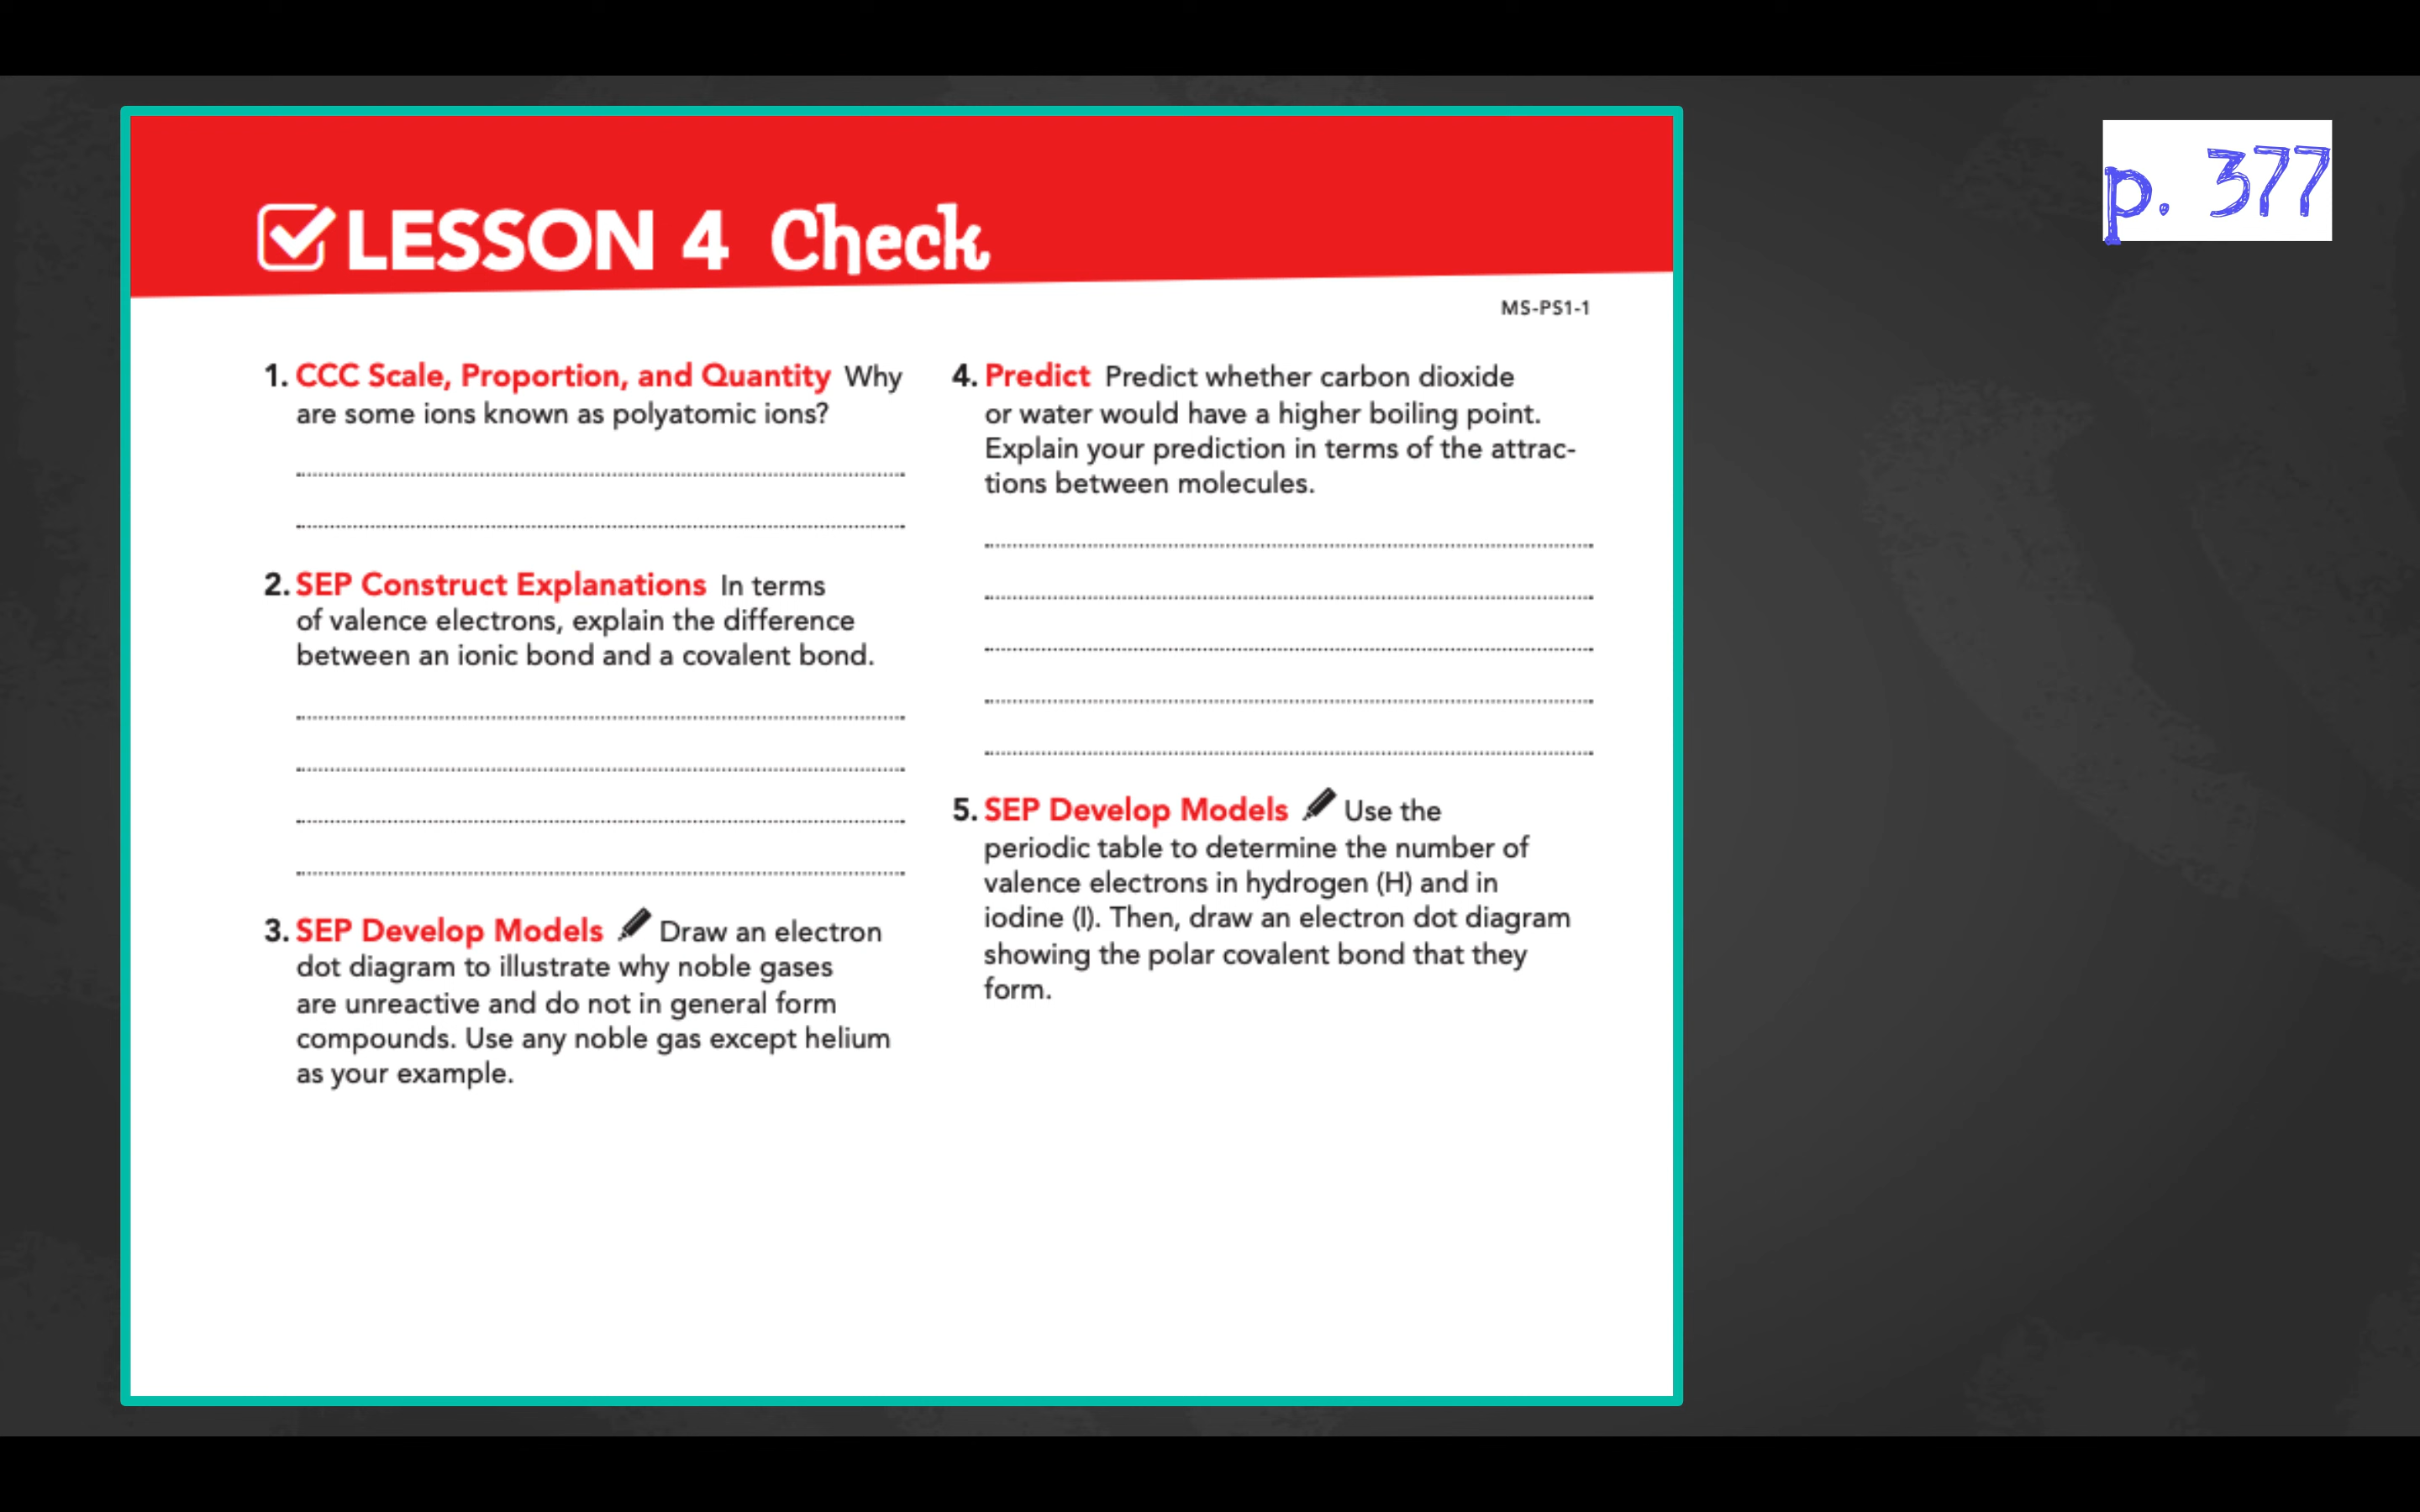 LESSON 4 Check
p. 377
MS-PS1-1
1. CCC Scale, Proportion, and Quantity Why
are some ions known as polyatomic ions?
2. SEP Construct Explanations In terms
of valence electrons, explain the difference
between an ionic bond and a covalent bond.
3. SEP Develop Models Draw an electron
dot diagram to illustrate why noble gases
are unreactive and do not in general form
compounds. Use any noble gas except helium
as your example.
4. Predict Predict whether carbon dioxide
or water would have a higher boiling point.
Explain your prediction in terms of the attrac-
tions between molecules.
5. SEP Develop Models Use the
periodic table to determine the number of
valence electrons in hydrogen (H) and in
iodine (I). Then, draw an electron dot diagram
showing the polar covalent bond that they
form.